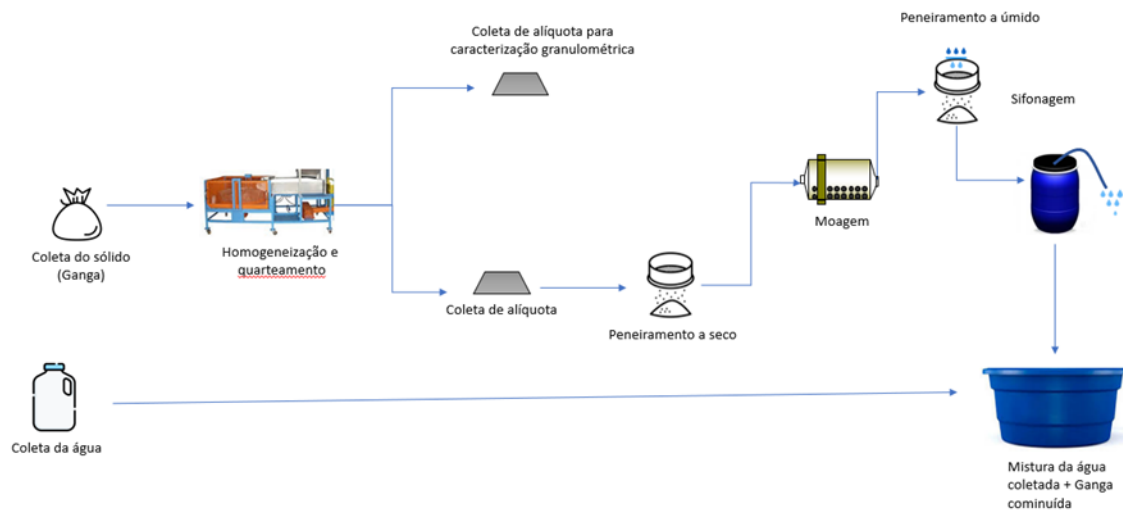 Peneiramento a úmido
Coleta de alíquota para
caracterização granulométrica
Sifonagem
Moagem
Coleta do sólido
(Ganga)
Homogeneização e
quarteamento
Coleta de alíquota
Peneiramento a seco
Coleta da água
Mistura da água
coletada + Ganga
cominuída